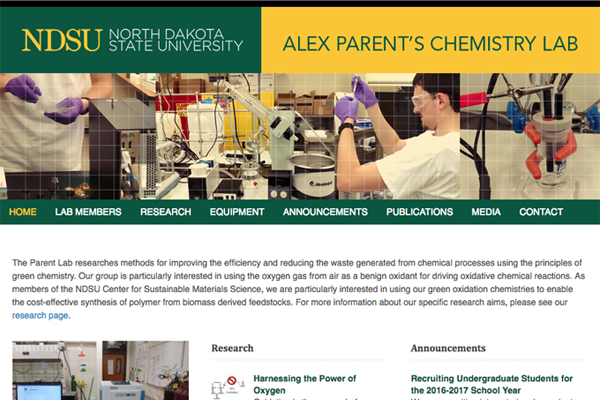 NDSU NORTH DAKOTA
STATE UNIVERSITY
ALEX PARENT'S CHEMISTRY LAB
HOME LAB MEMBERS RESEARCH EQUIPMENT ANNOUNCEMENTS PUBLICATIONS MEDIA CONTACT
The Parent Lab researches methods for improving the efficiency and reducing the waste generated from chemical processes using the principles of
green chemistry. Our group is particularly interested in using the oxygen gas from air as a benign oxidant for driving oxidative chemical reactions. As
members of the NDSU Center for Sustainable Materials Science, we are particularly interested in using our green oxidation chemistries to enable
the cost-effective synthesis of polymer from biomass derived feedstocks. For more information about our specific research aims, please see our
research page.
Research
Harnessing the Power of
Oxygen
Announcements
Recruiting Undergraduate Students for
the 2016-2017 School Year